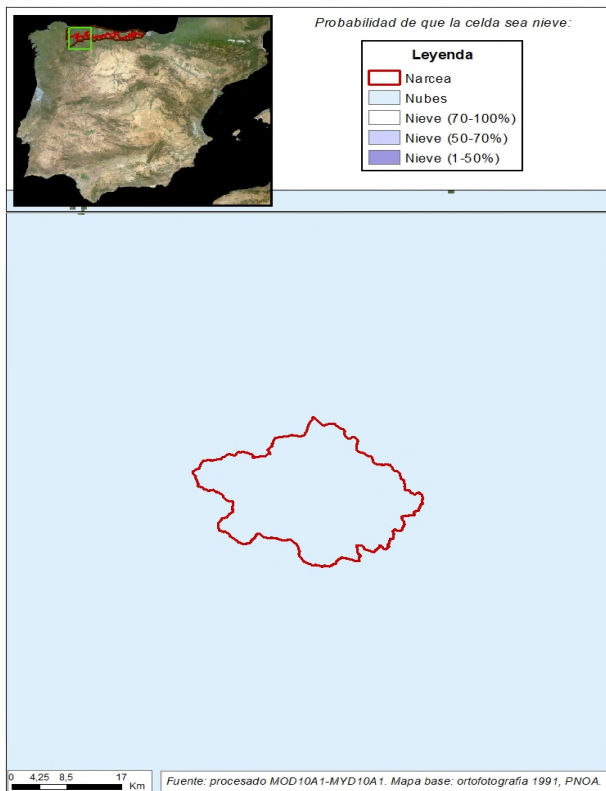 Probabilidad de que la celda sea nieve:
Leyenda
Narcea
Nubes
Nieve (70-100%)
Nieve (50-70%)
Nieve (1-50%)
0 4,25 8,5 17
Km
Fuente: procesado MOD10A1-MYD10A1. Mapa base: ortofotografia 1991, PNOA.